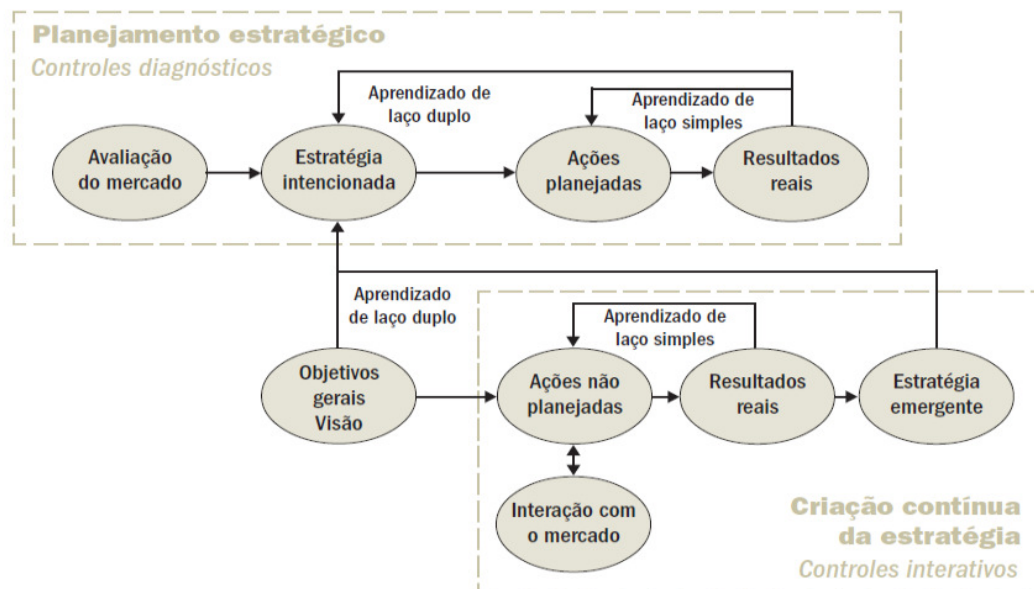 Planejamento estratégico
Controles diagnósticos
Aprendizado de
laço duplo
Aprendizado de
laço simples
Avaliação
do mercado
Estratégia
intencionada
Ações
planejadas
Resultados
reais
Aprendizado
de laço duplo
Aprendizado de
laço simples
Objetivos
gerais
Visão
Ações não
planejadas
Resultados
reais
Estratégia
emergente
Interação com
o mercado
Criação contínua
da estratégia
Controles interativos